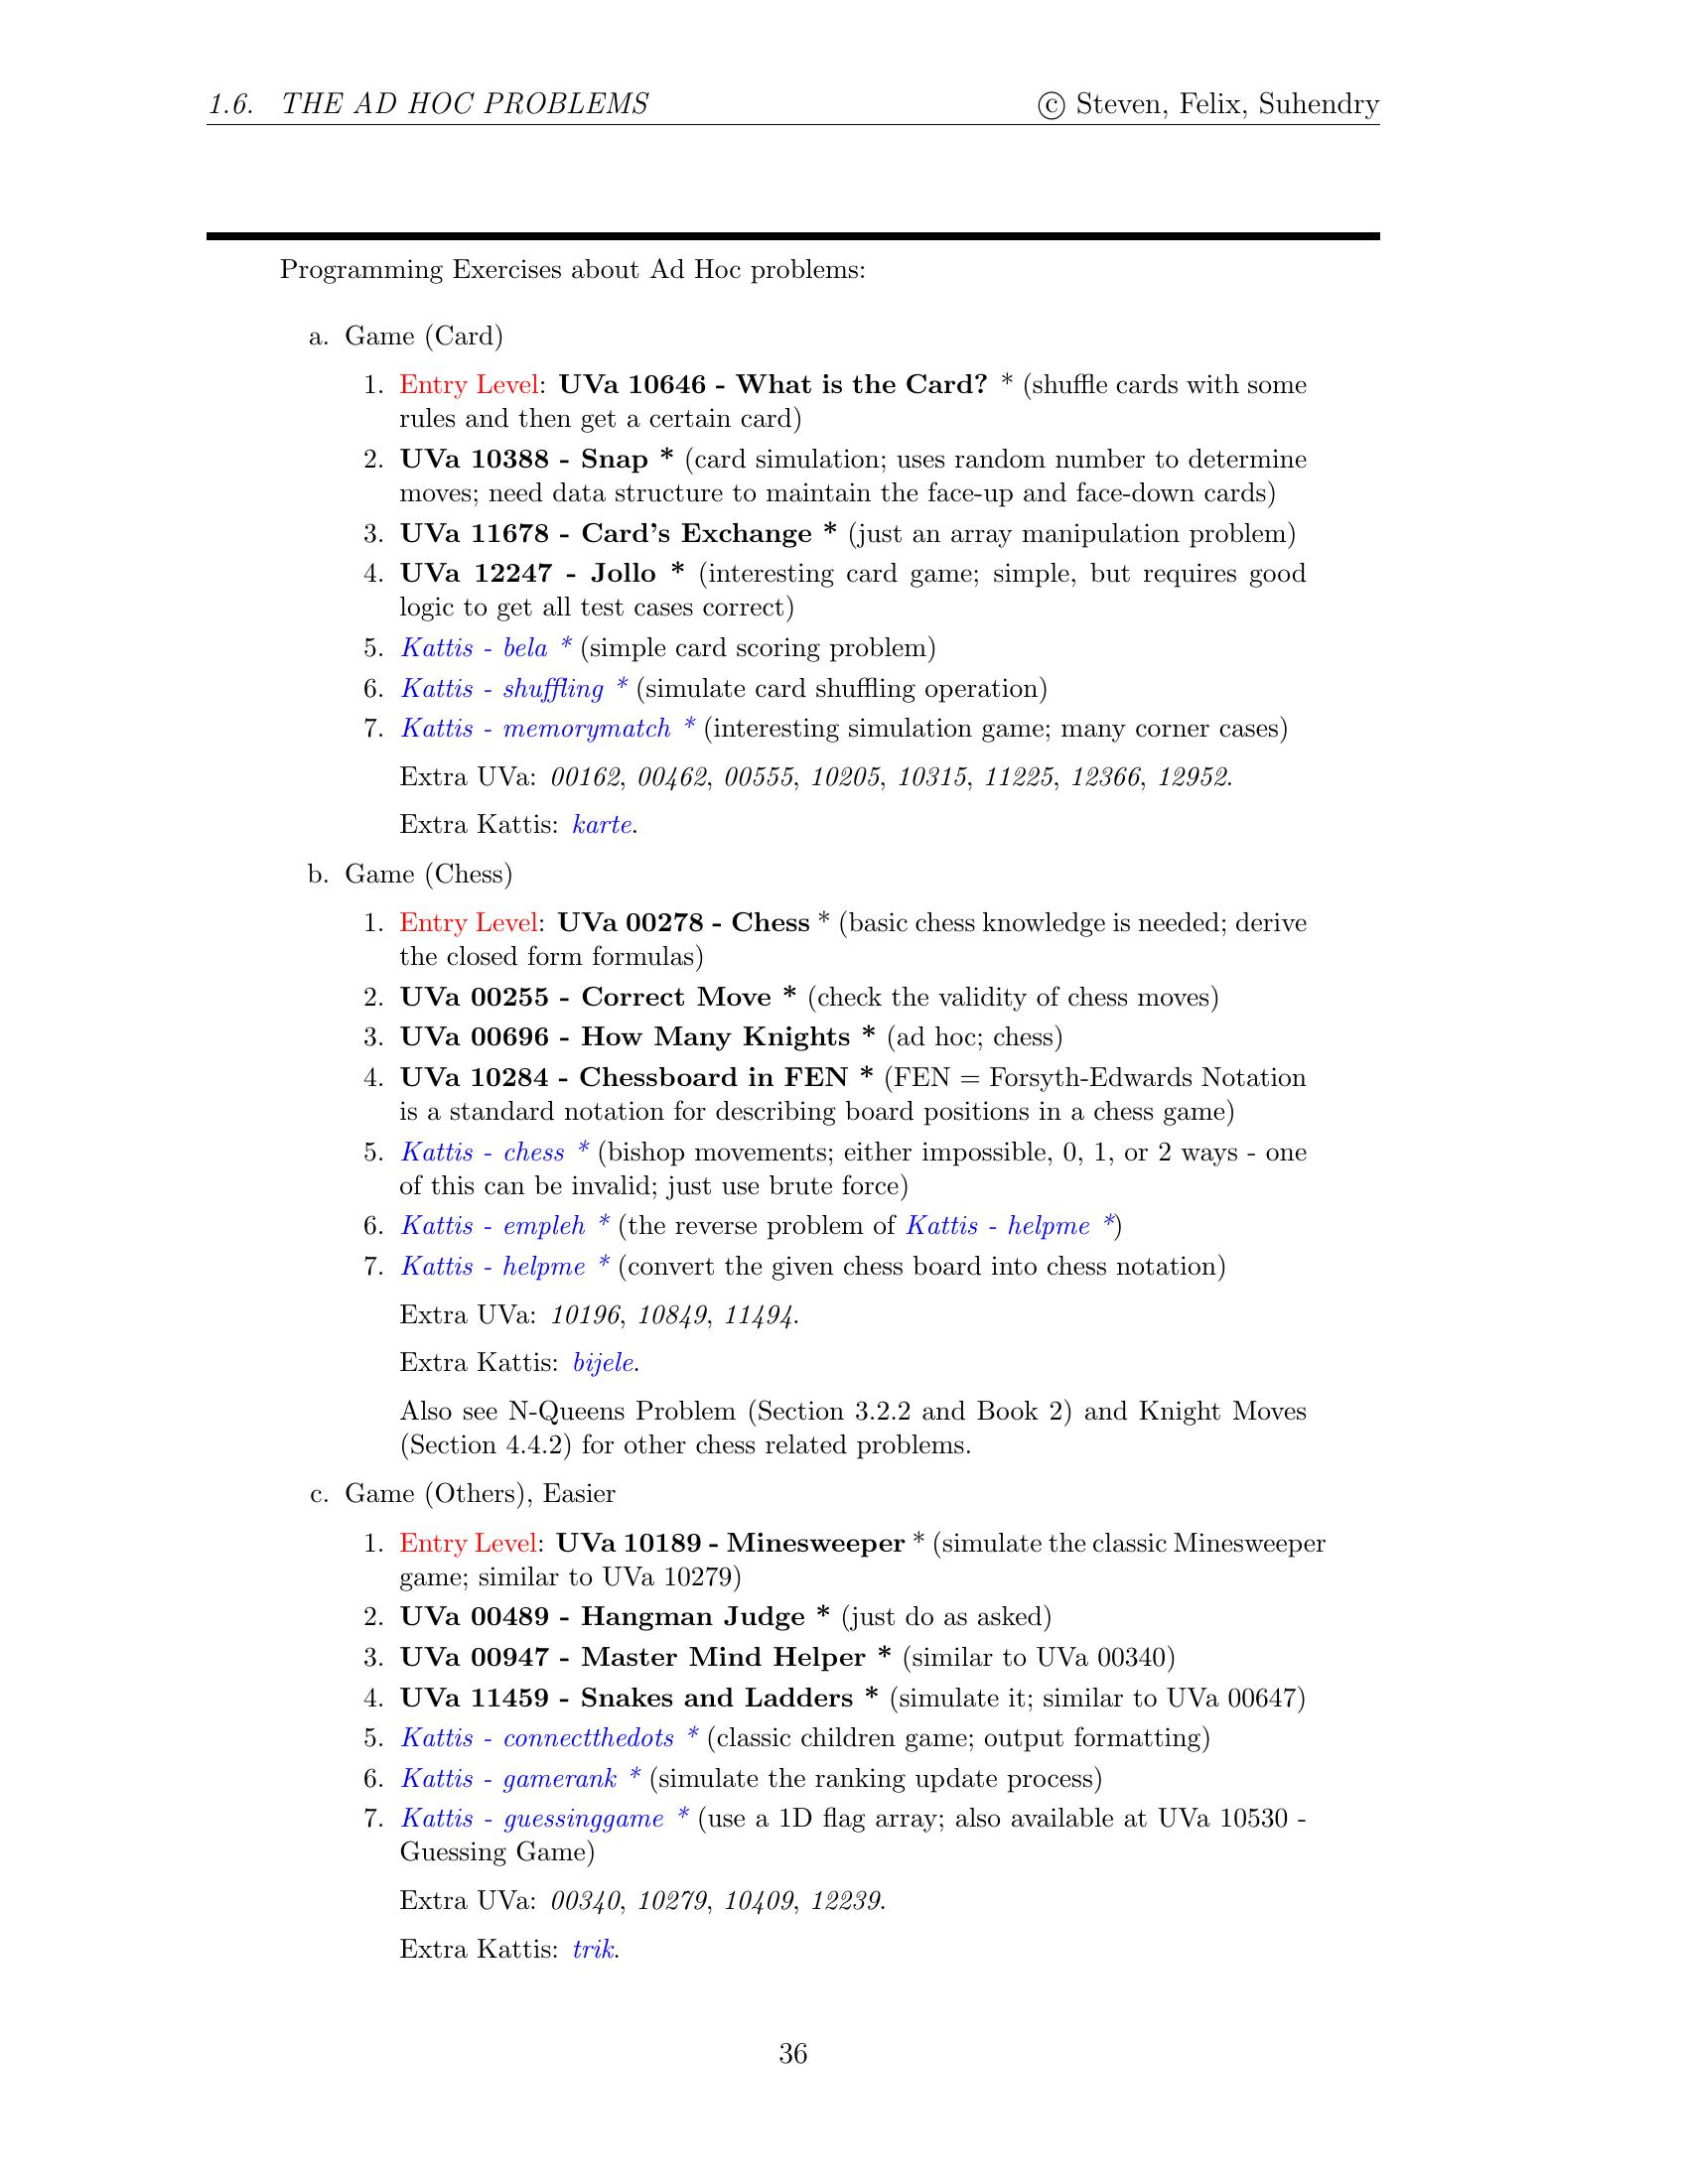 1.6. THE AD HOC PROBLEMS © Steven, Felix, Suhendry
Programming Exercises about Ad Hoc problems:
a. Game (Card)
1. Entry Level: UVa 10646 - What is the Card? * (shuffle cards with some
rules and then get a certain card)
2. UVa 10388 - Snap * (card simulation; uses random number to determine
moves; need data structure to maintain the face-up and face-down cards)
3. UVa 11678 - Card's Exchange * (just an array manipulation problem)
4. UVa 12247 - Jollo * (interesting card game; simple, but requires good
logic to get all test cases correct)
5. Kattis - bela * (simple card scoring problem)
6. Kattis - shuffling * (simulate card shuffling operation)
7. Kattis - memorymatch * (interesting simulation game; many corner cases)
Extra UVa: 00162, 00462, 00555, 10205, 10315, 11225, 12366, 12952.
Extra Kattis: karte.
b. Game (Chess)
1. Entry Level: UVa 00278 - Chess * (basic chess knowledge is needed; derive
the closed form formulas)
2. UVa 00255 - Correct Move * (check the validity of chess moves)
3. UVa 00696 - How Many Knights * (ad hoc; chess)
4. UVa 10284 - Chessboard in FEN * (FEN = Forsyth-Edwards Notation
is a standard notation for describing board positions in a chess game)
5. Kattis - chess * (bishop movements; either impossible, 0, 1, or 2 ways - one
of this can be invalid; just use brute force)
6. Kattis - empleh * (the reverse problem of Kattis - helpme *)
7. Kattis - helpme * (convert the given chess board into chess notation)
Extra UVa: 10196, 10849, 11494.
Extra Kattis: bijele.
Also see N-Queens Problem (Section 3.2.2 and Book 2) and Knight Moves
(Section 4.4.2) for other chess related problems.
c. Game (Others), Easier
1. Entry Level: UVa 10189 - Minesweeper * (simulate the classic Minesweeper
game; similar to UVa 10279)
2. UVa 00489 - Hangman Judge * (just do as asked)
3. UVa 00947 - Master Mind Helper * (similar to UVa 00340)
4. UVa 11459 - Snakes and Ladders * (simulate it; similar to UVa 00647)
5. Kattis - connectthedots * (classic children game; output formatting)
6. Kattis - gamerank * (simulate the ranking update process)
7. Kattis - guessinggame * (use a 1D flag array; also available at UVa 10530 -
Guessing Game)
Extra UVa: 00340, 10279, 10409, 12239.
Extra Kattis: trik.
36